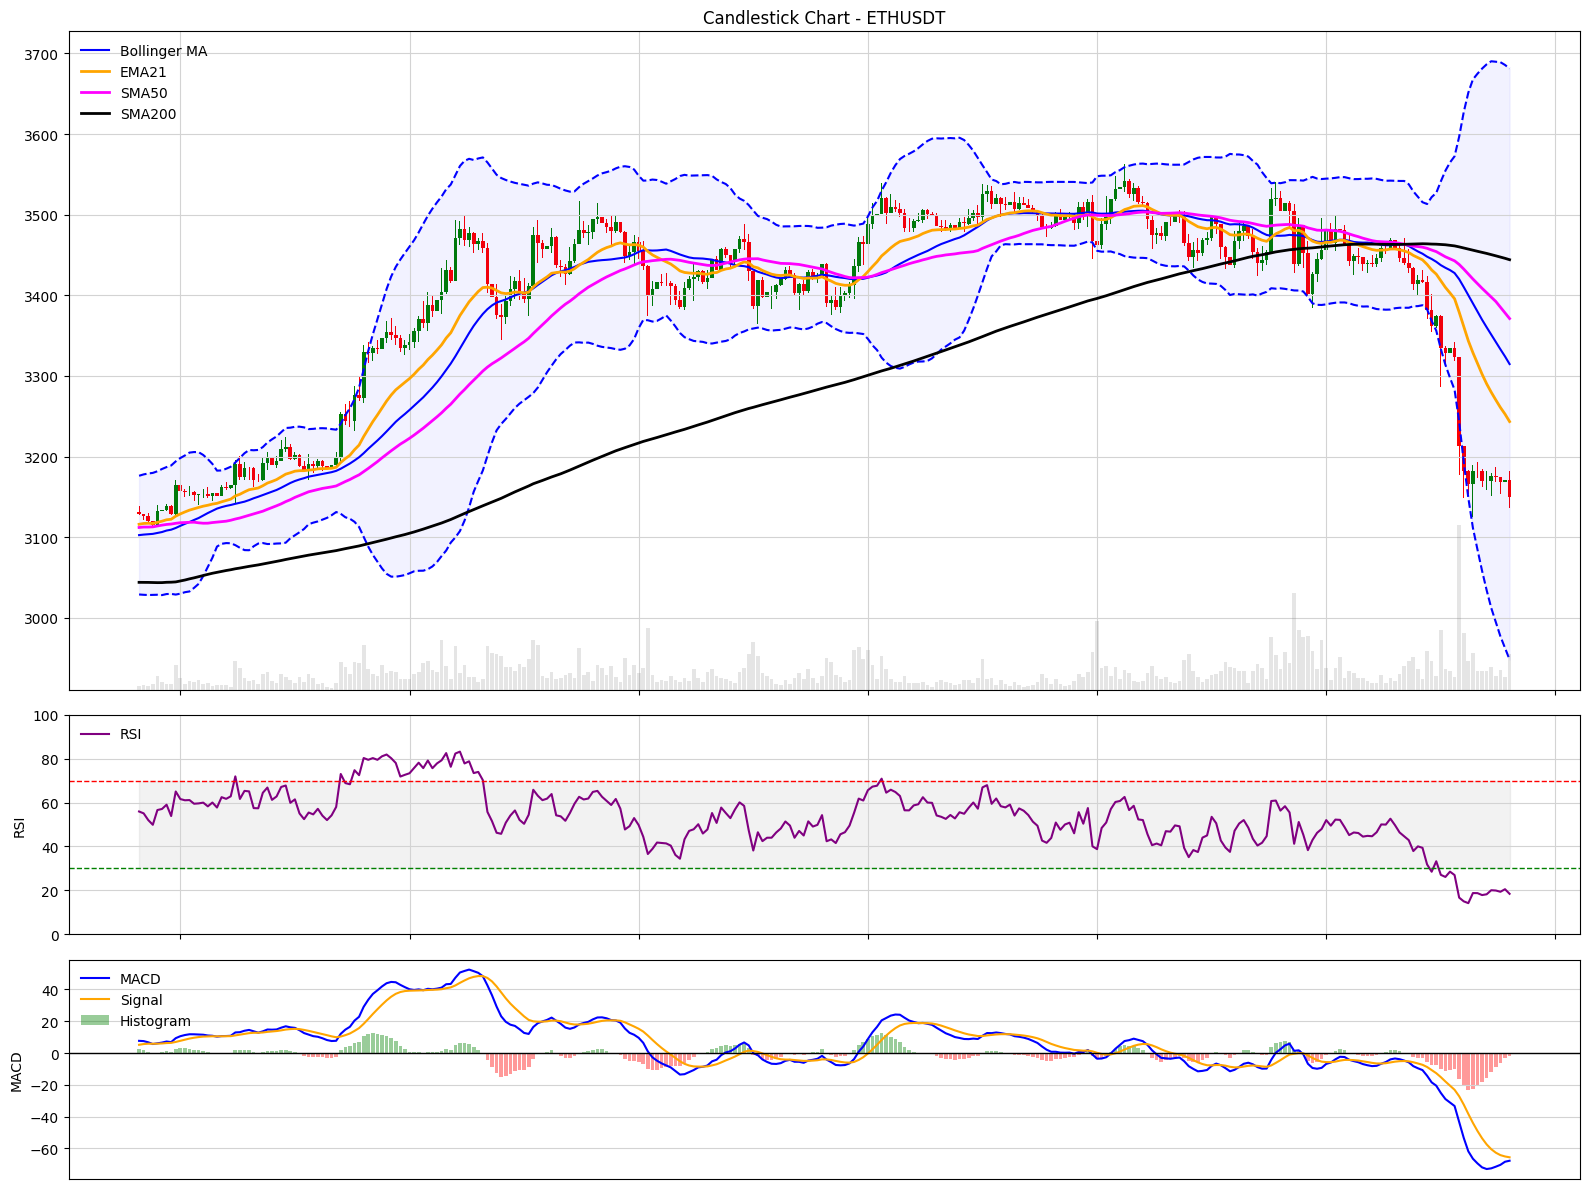 Candlestick Chart - ETHUSDT
Bollinger MA
EMA21
SMA50
SMA200
3700
3600
3500
3400
3300
3200
3100
3000
RSI
100
80
60
40
20
0
RSI
MACD
Signal
Histogram
40
20
0
−20
−40
−60
MACD